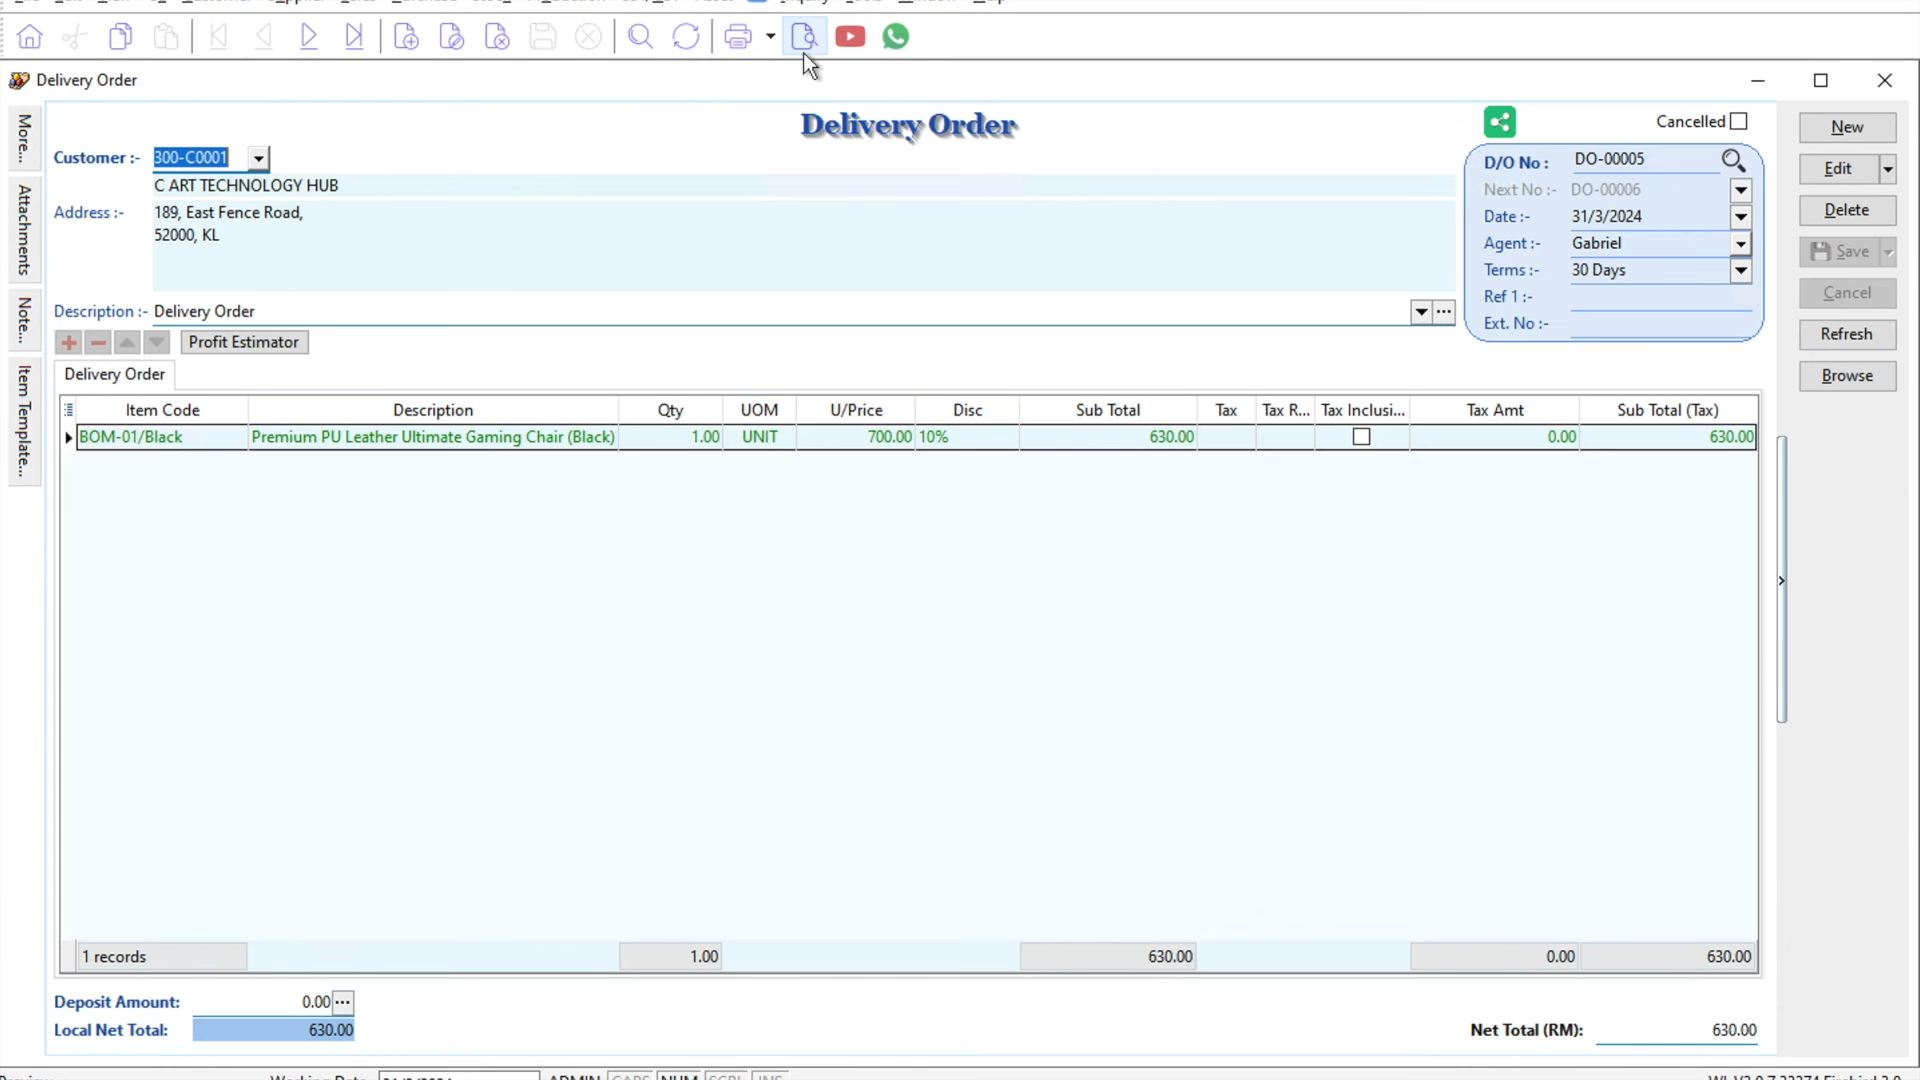 Delivery Order
More...
Attachments
Note...
Item Template...
Delivery Order
Cancelled
Customer :- 300-C0001
C ART TECHNOLOGY HUB
Address :- 189, East Fence Road,
52000, KL
Description :- Delivery Order
D/O No : DO-00005
Next No :- DO-00006
Date :- 31/3/2024
Agent :- Gabriel
Terms :- 30 Days
Ref 1 :-
Ext. No :-
New
Edit
Delete
Save
Cancel
Refresh
Browse
Profit Estimator
Delivery Order
Item Code Description Qty UOM U/Price Disc Sub Total Tax Tax R... Tax Inclusi... Tax Amt Sub Total (Tax)
BOM-01/Black Premium PU Leather Ultimate Gaming Chair (Black) 1.00 UNIT 700.00 10% 630.00 0.00 630.00
1 records 1.00 630.00 0.00 630.00
Deposit Amount: 0.00
Local Net Total: 630.00
Net Total (RM): 630.00